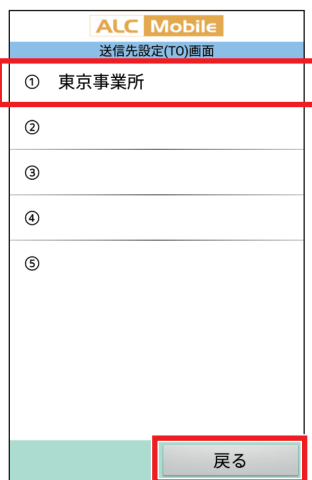 ALC Mobile
送信先設定(TO)画面
① 東京事業所
②
③
④
⑤
戻る